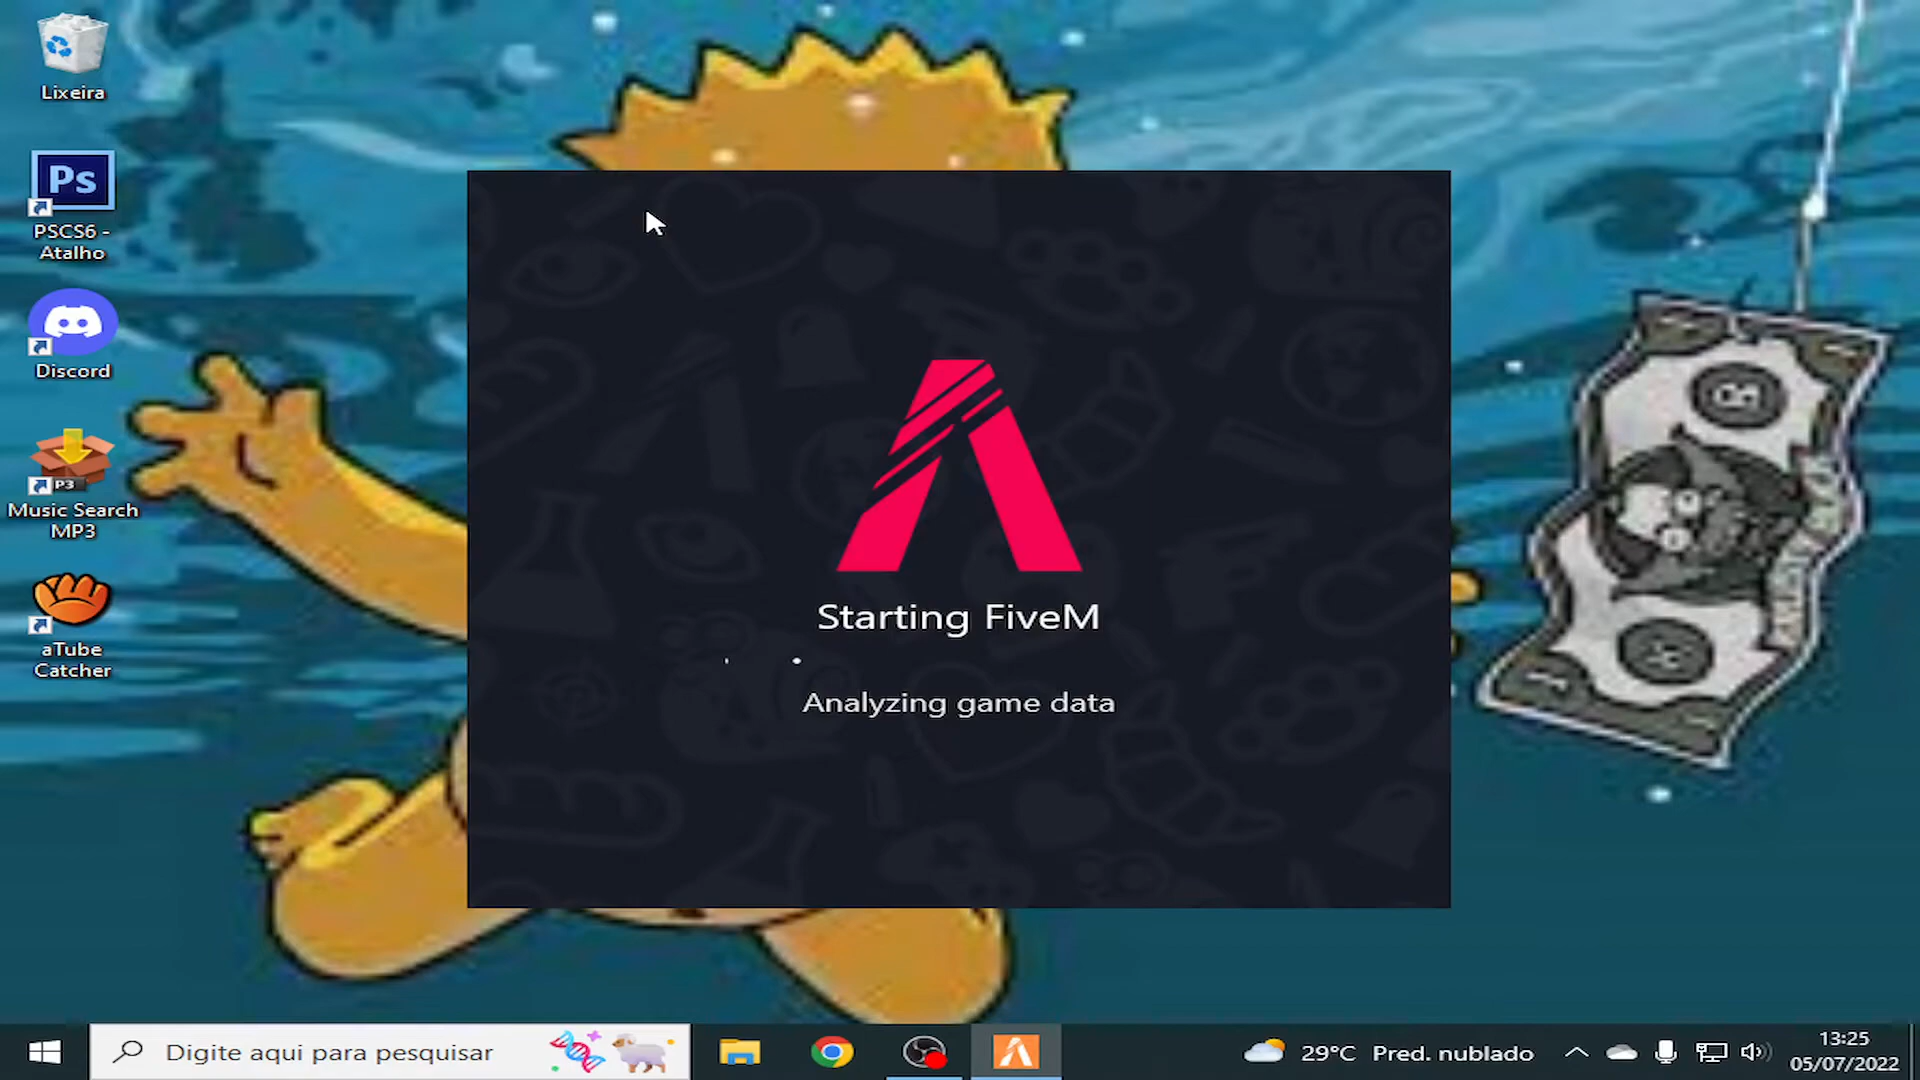 Lixeira
Ps
PSCS6 -
Atalho
Discord
P3
Music Search
MP3
aTube
Catcher
Starting FiveM
Analyzing game data
Digite aqui para pesquisar
29°C Pred. nublado
13:25
05/07/2022